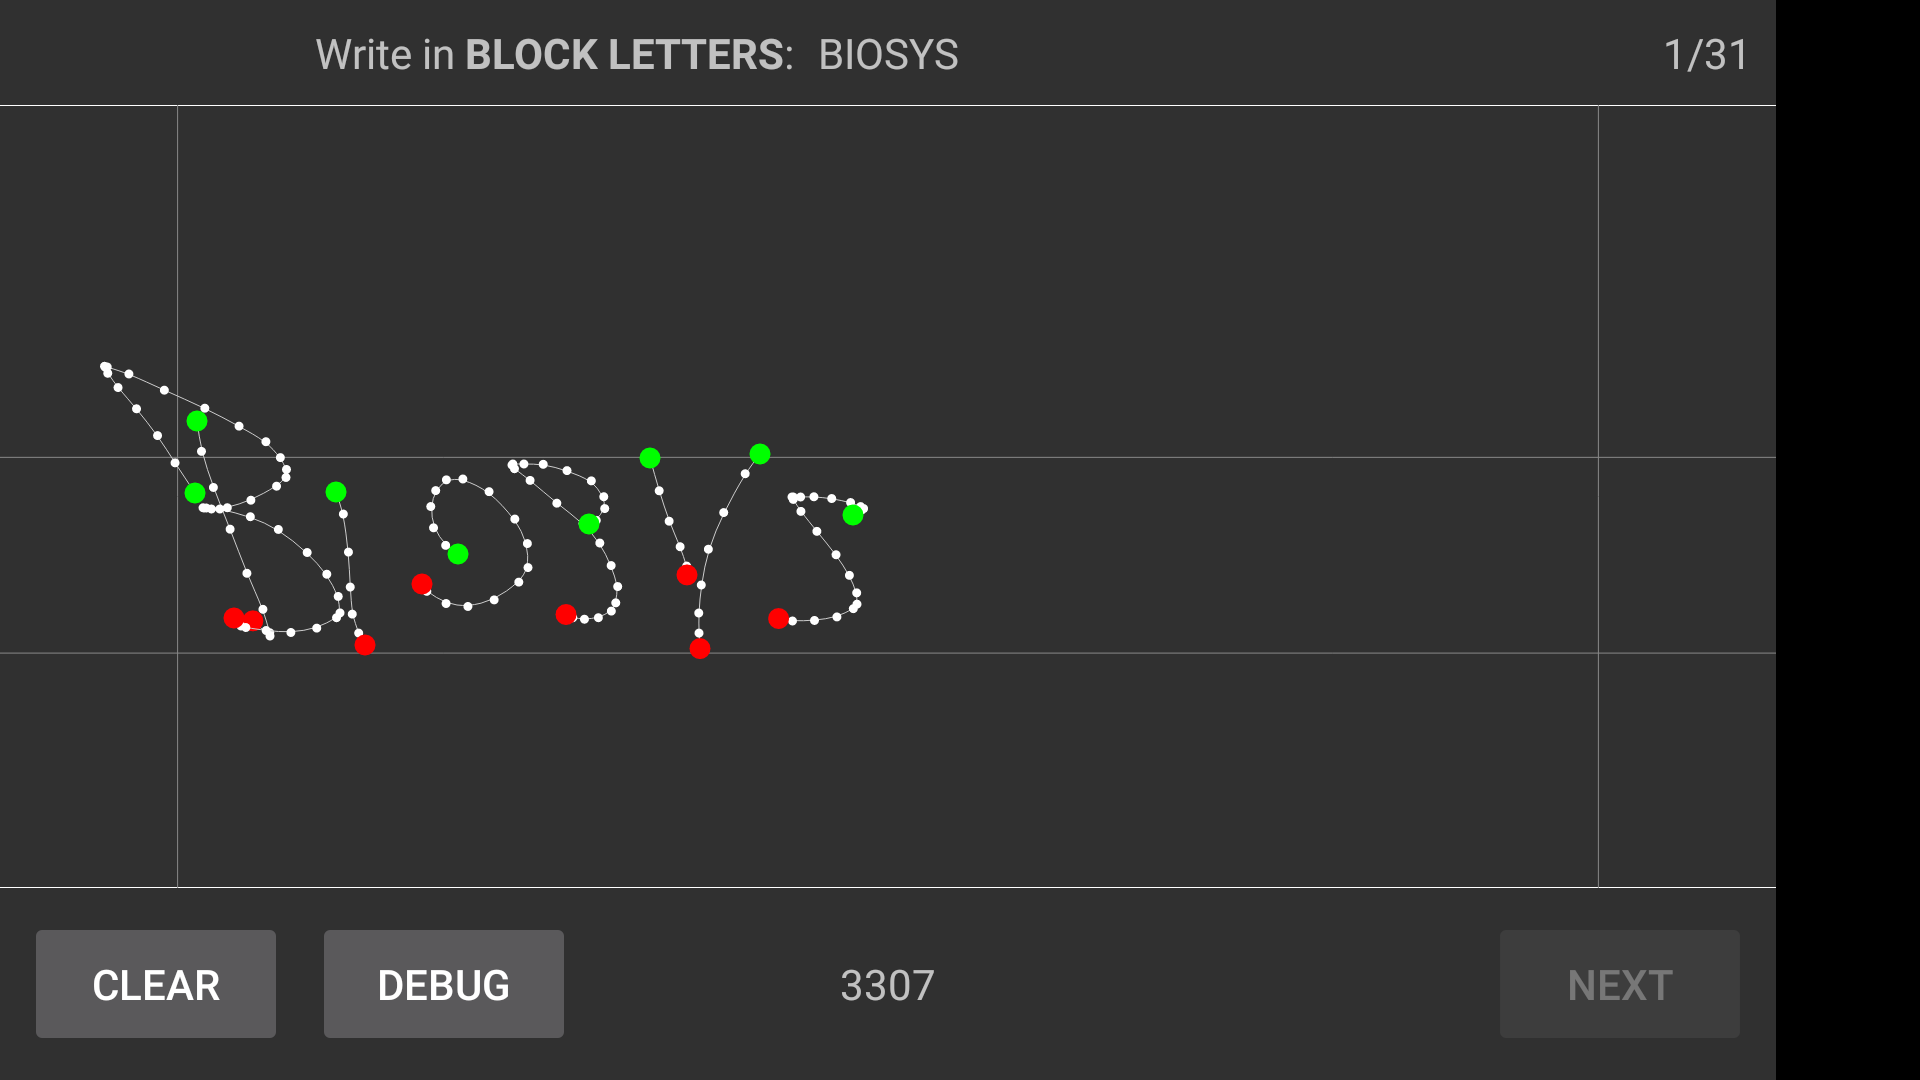 Write in BLOCK LETTERS: BIOSYS 1/31
BIOSYS
CLEAR DEBUG 3307 NEXT